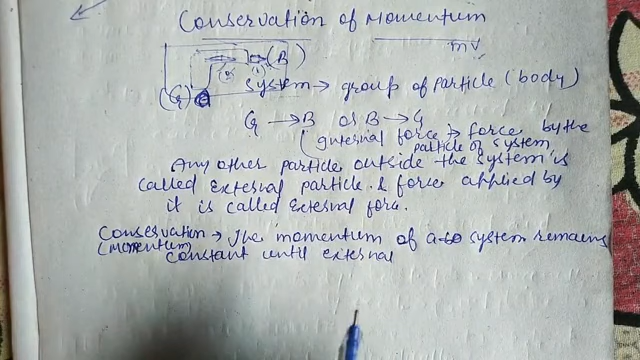 Conservation of Momentum
mv
(B)
(G)
System → group of particle (body)
G → B or B → G
Internal force → force by the
particle of system
Any other particle outside the system is
called external particle & force applied by
it is called external force.
Conservation → The momentum of a system remains
(Momentum)
constant until external